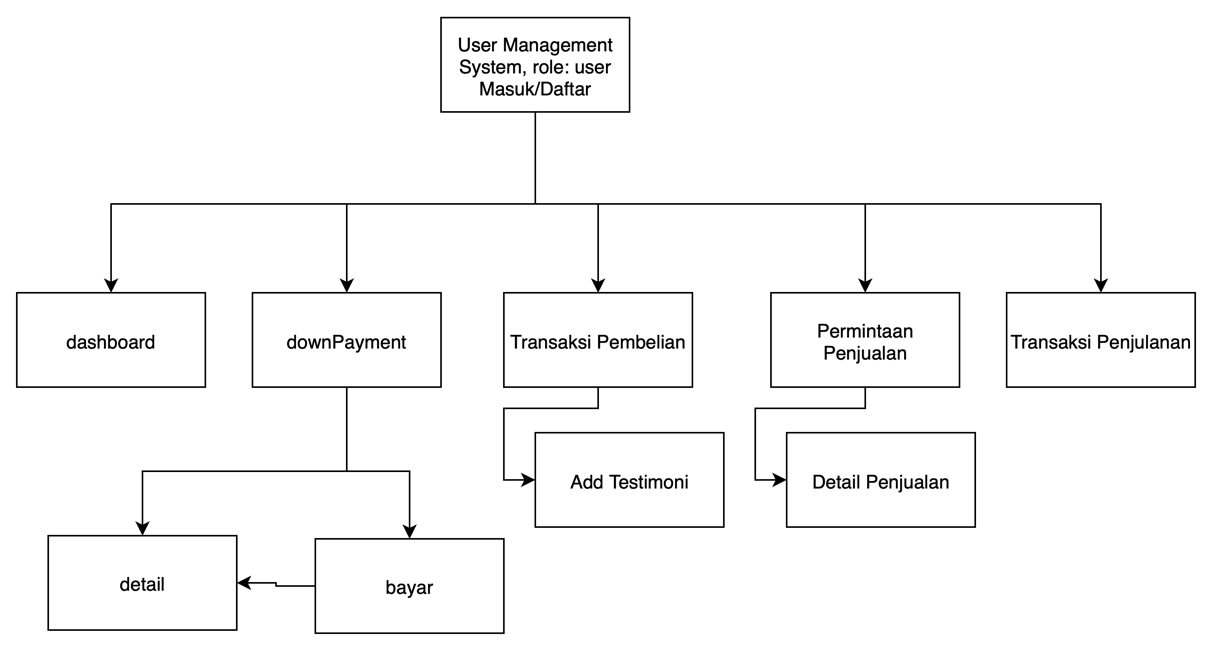 User Management
System, role: user
Masuk/Daftar
dashboard
downPayment
Transaksi Pembelian
Permintaan
Penjualan
Transaksi Penjulanan
Add Testimoni
Detail Penjualan
detail
bayar